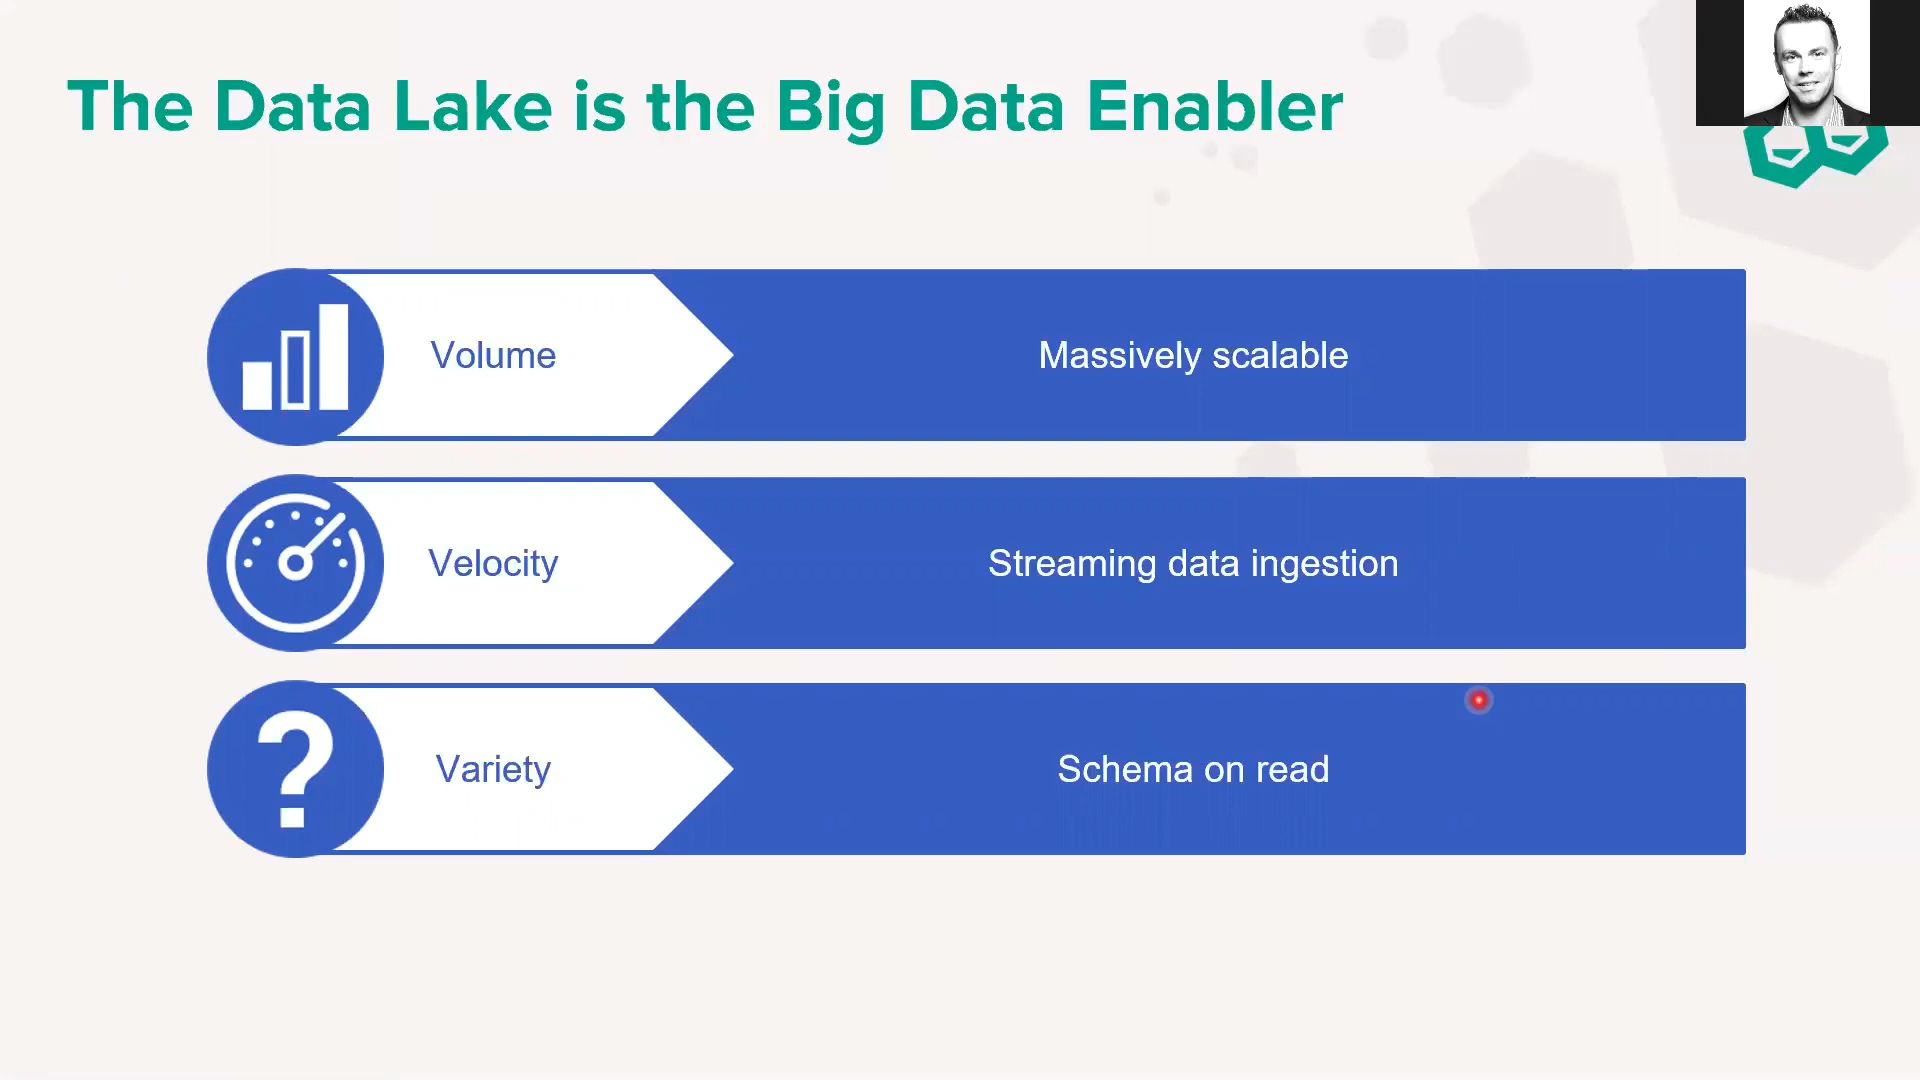 The Data Lake is the Big Data Enabler
Volume
Massively scalable
Velocity
Streaming data ingestion
Variety
Schema on read